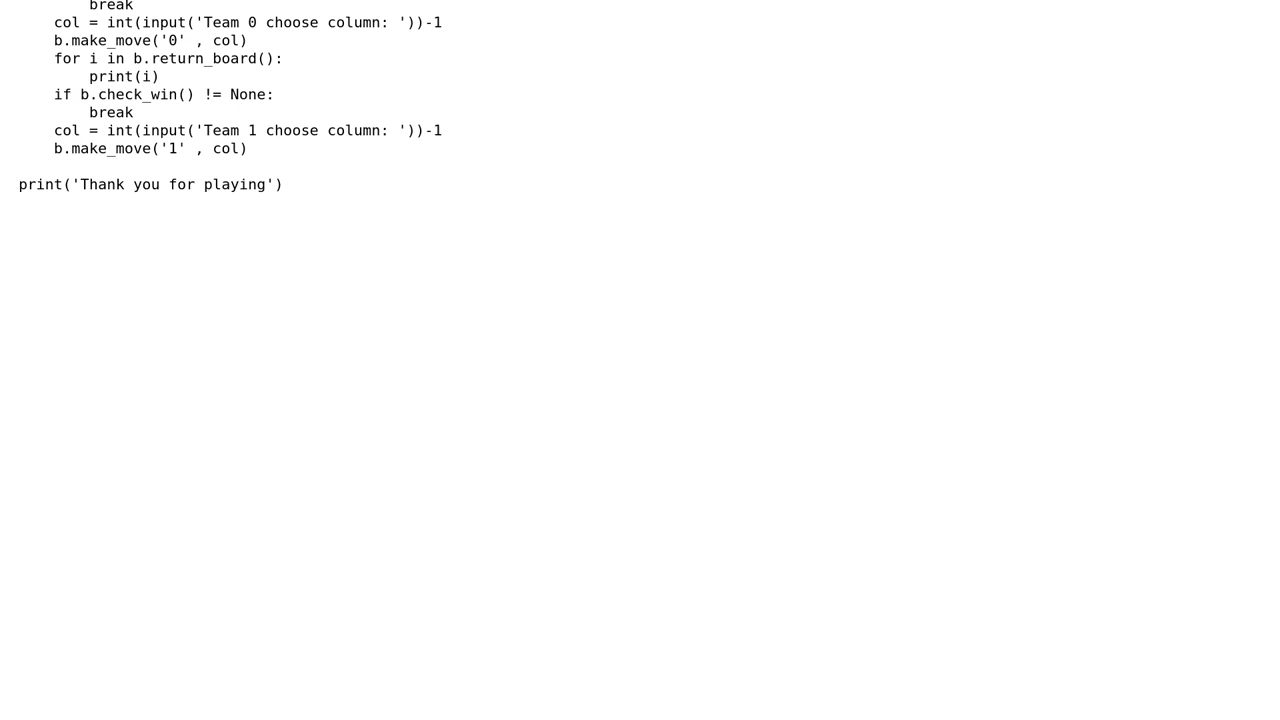 break
    col = int(input('Team 0 choose column: '))-1
    b.make_move('0' , col)
    for i in b.return_board():
        print(i)
    if b.check_win() != None:
        break
    col = int(input('Team 1 choose column: '))-1
    b.make_move('1' , col)

print('Thank you for playing')